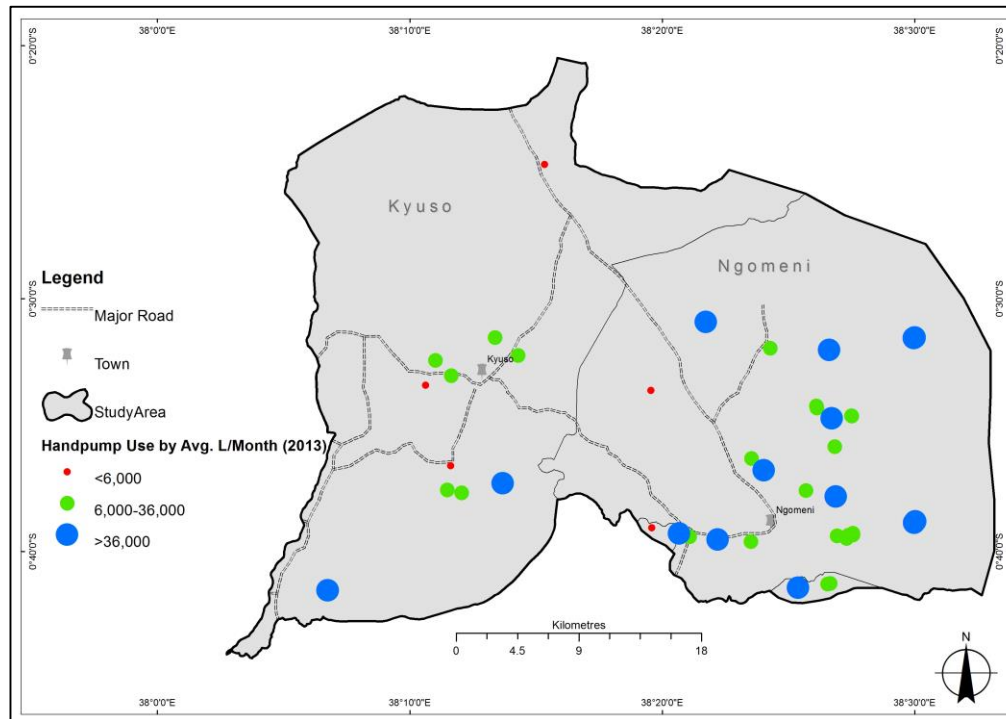 38°0'0"E 38°10'0"E 38°20'0"E 38°30'0"E
0°20'0"S 0°20'0"S
Kyuso
Ngomeni
Legend
0°30'0"S 0°30'0"S
Major Road
Kyuso
Town
StudyArea
Handpump Use by Avg. L/Month (2013)
<6,000
6,000-36,000
>36,000
Ngomeni
0°40'0"S 0°40'0"S
Kilometres
0 4.5 9 18
N
38°0'0"E 38°10'0"E 38°20'0"E 38°30'0"E